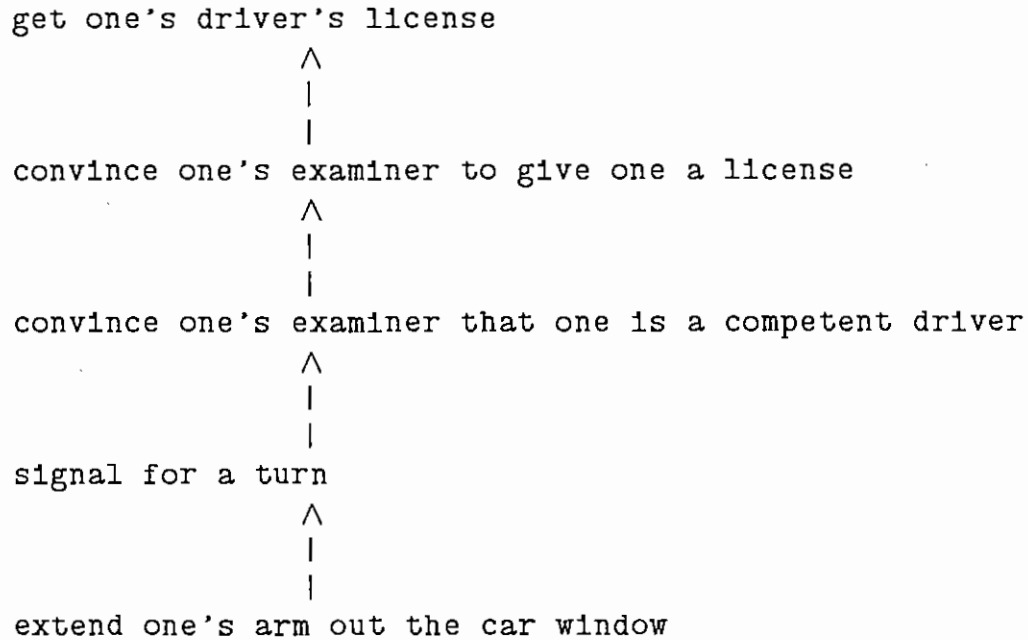 get one's driver's license
convince one's examiner to give one a license
convince one's examiner that one is a competent driver
signal for a turn
extend one's arm out the car window